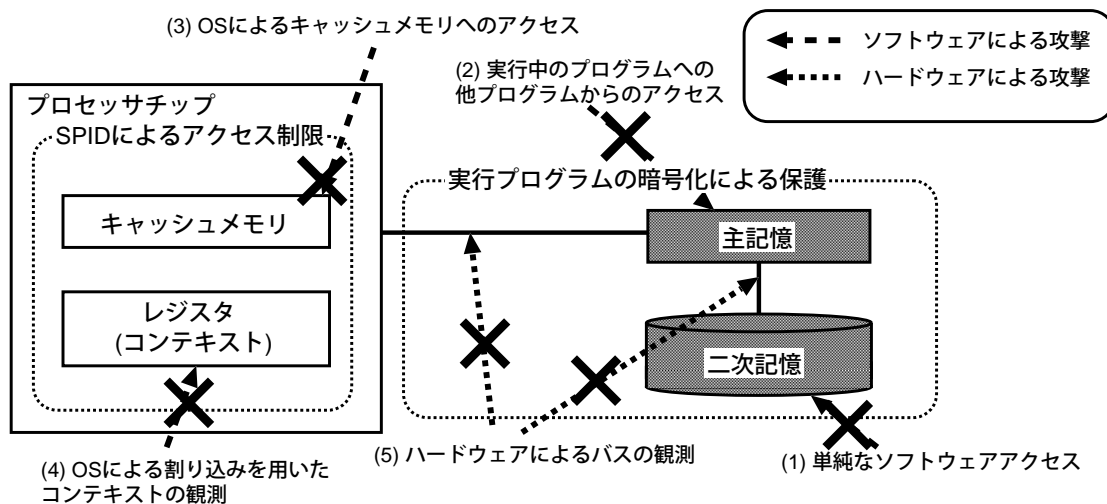 (3) OSによるキャッシュメモリへのアクセス
ソフトウェアによる攻撃
ハードウェアによる攻撃
(2) 実行中のプログラムへの
他プログラムからのアクセス
プロセッサチップ
SPIDによるアクセス制限
キャッシュメモリ
レジスタ
(コンテキスト)
実行プログラムの暗号化による保護
主記憶
二次記憶
(4) OSによる割り込みを用いた
コンテキストの観測
(5) ハードウェアによるバスの観測
(1) 単純なソフトウェアアクセス